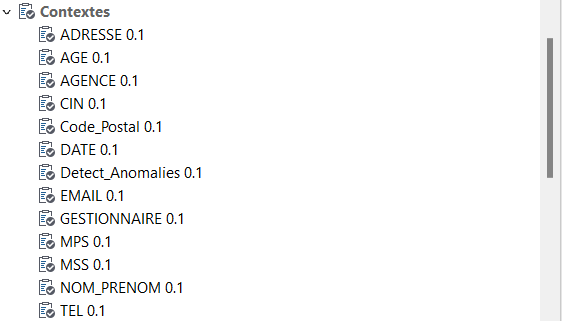 Contextes
ADRESSE 0.1
AGE 0.1
AGENCE 0.1
CIN 0.1
Code_Postal 0.1
DATE 0.1
Detect_Anomalies 0.1
EMAIL 0.1
GESTIONNAIRE 0.1
MPS 0.1
MSS 0.1
NOM_PRENOM 0.1
TEL 0.1